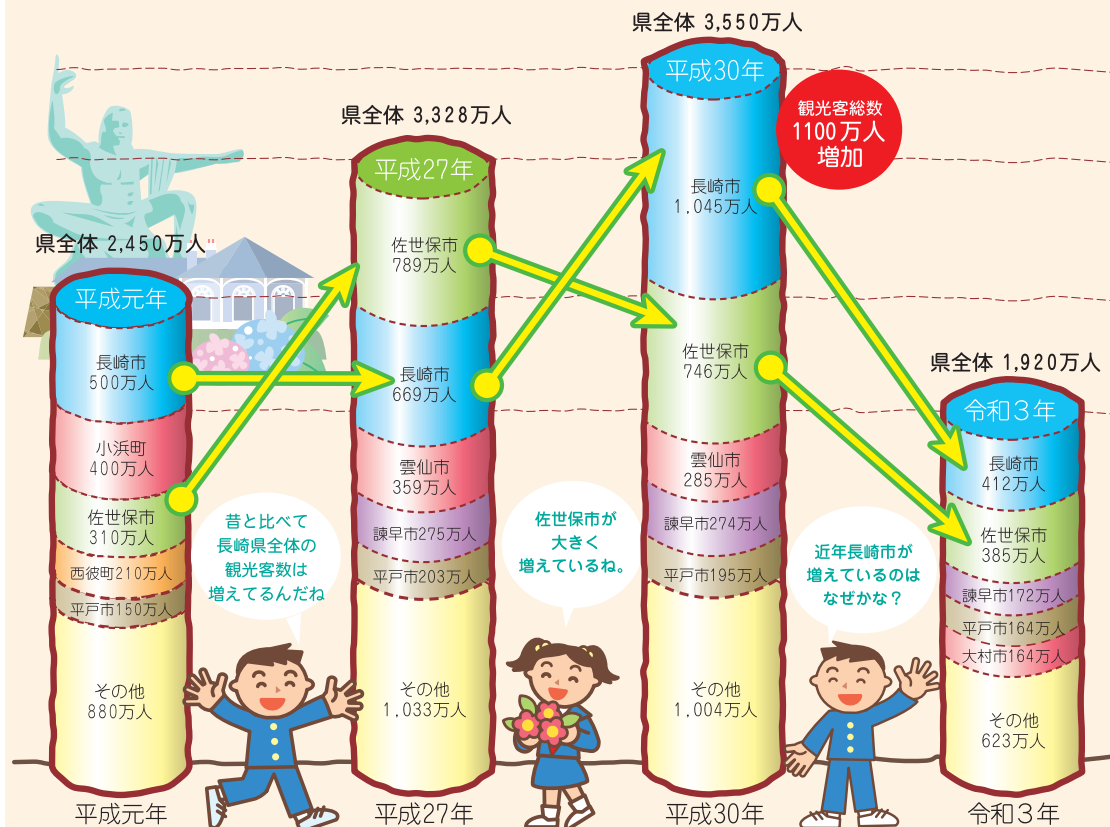 県全体 2,450万人
平成元年
長崎市
500万人
小浜町
400万人
佐世保市
310万人
西彼町210万人
平戸市150万人
その他
880万人
平成元年
昔と比べて
長崎県全体の
観光客数は
増えてるんだね
県全体 3,328万人
平成27年
佐世保市
789万人
長崎市
669万人
雲仙市
359万人
諫早市275万人
平戸市203万人
その他
1,033万人
平成27年
佐世保市が
大きく
増えているね。
県全体 3,550万人
平成30年
観光客総数
1100万人
増加
長崎市
1,045万人
佐世保市
746万人
雲仙市
285万人
諫早市274万人
平戸市195万人
その他
1,004万人
平成30年
近年長崎市が
増えているのは
なぜかな？
県全体 1,920万人
令和3年
長崎市
412万人
佐世保市
385万人
諫早市172万人
平戸市164万人
大村市164万人
その他
623万人
令和3年